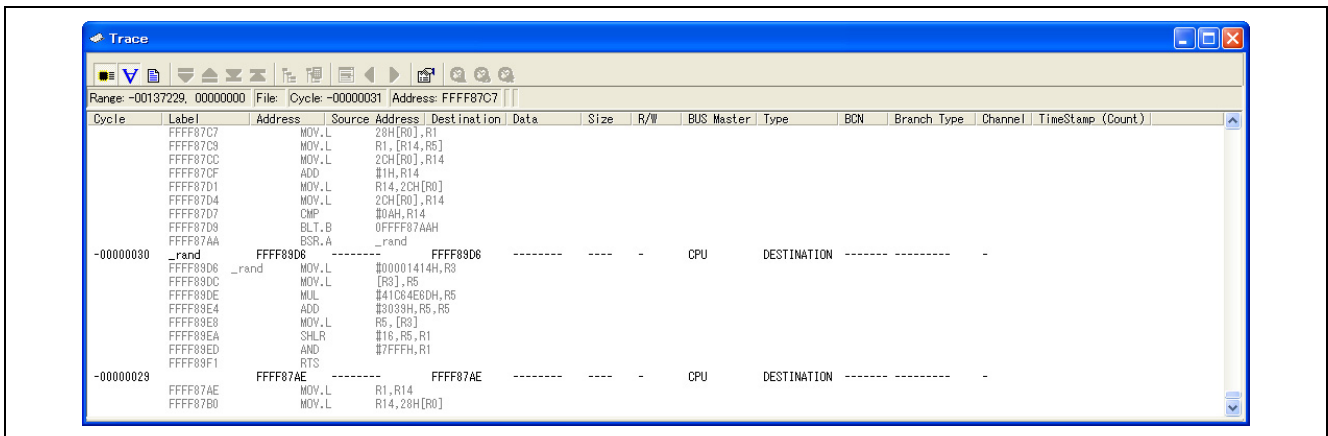 Trace
Range: -00137229, 00000000 File: Cycle: -00000031 Address: FFFF87C7
Cycle Label Address Source Address Destination Data Size R/W BUS Master Type BCN Branch Type Channel TimeStamp (Count)
FFFF87C7 MOV.L 28H[R0],R1
FFFF87C9 MOV.L R1,[R14,R5]
FFFF87CC MOV.L 2CH[R0],R14
FFFF87CF ADD #1H,R14
FFFF87D1 MOV.L R14,2CH[R0]
FFFF87D4 MOV.L 2CH[R0],R14
FFFF87D7 CMP #0AH,R14
FFFF87D9 BLT.B 0FFFF87AAH
FFFF87AA BSR.A _rand
-00000030 _rand FFFF89D6 -------- FFFF89D6 -------- ---- - CPU DESTINATION ------- --------- -
FFFF89D6 _rand MOV.L #00001414H,R3
FFFF89DC MOV.L [R3],R5
FFFF89DE MUL #41C64E6DH,R5
FFFF89E4 ADD #3039H,R5,R5
FFFF89E8 MOV.L R5,[R3]
FFFF89EA SHLR #16,R5,R1
FFFF89ED AND #7FFFH,R1
FFFF89F1 RTS
-00000029 FFFF87AE -------- FFFF87AE -------- ---- - CPU DESTINATION ------- --------- -
FFFF87AE MOV.L R1,R14
FFFF87B0 MOV.L R14,28H[R0]